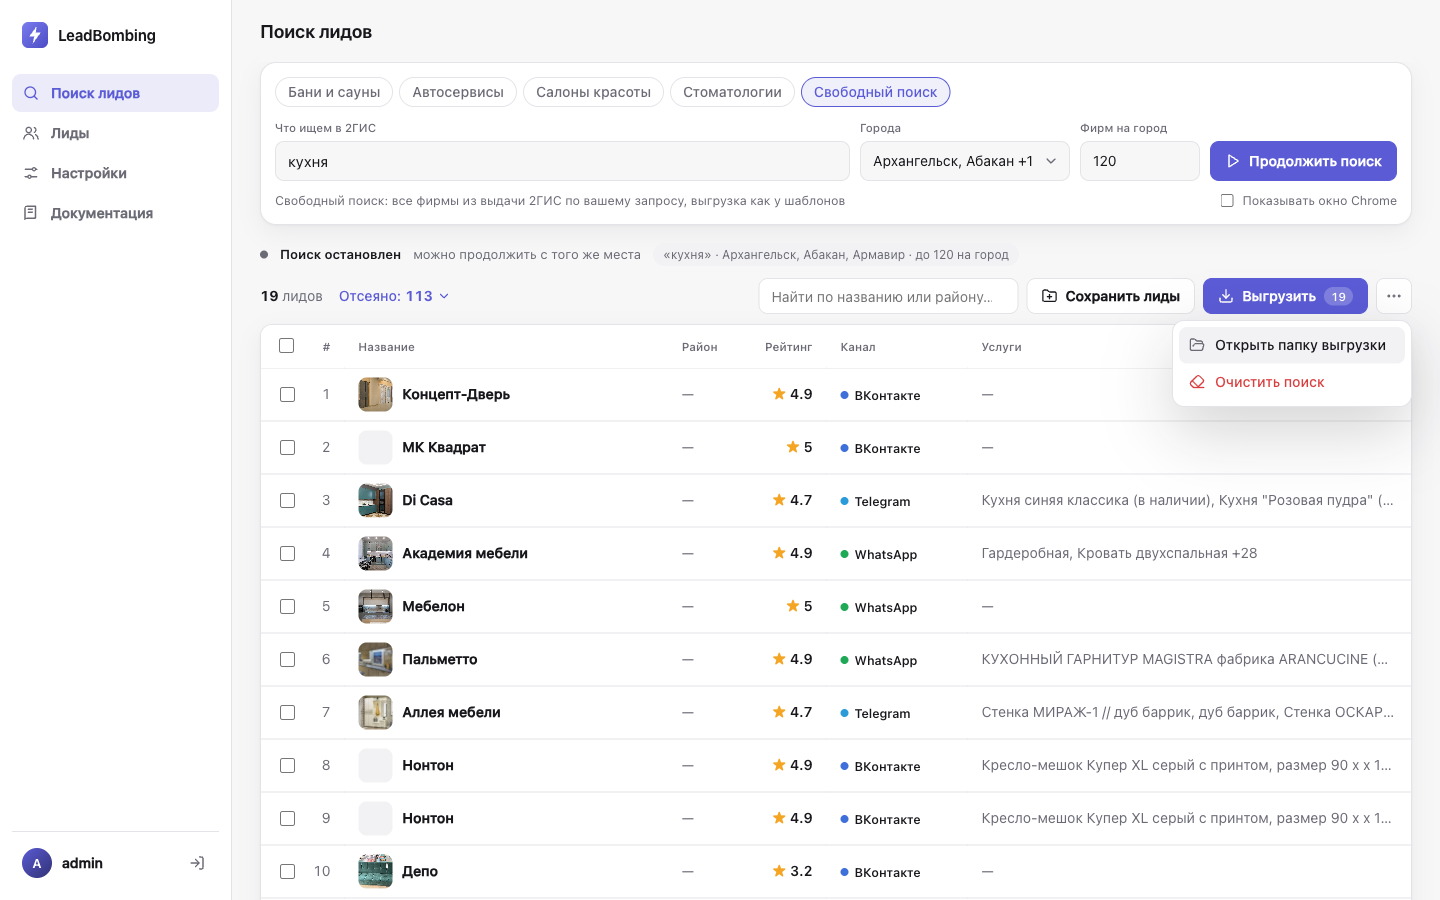 LeadBombing
Поиск лидов
Лиды
Настройки
Документация
A admin
Поиск лидов
Бани и сауны Автосервисы Салоны красоты Стоматологии Свободный поиск
Что ищем в 2ГИС Города Фирм на город
кухня Архангельск, Абакан +1 120 Продолжить поиск
Свободный поиск: все фирмы из выдачи 2ГИС по вашему запросу, выгрузка как у шаблонов Показывать окно Chrome
Поиск остановлен можно продолжить с того же места «кухня» · Архангельск, Абакан, Армавир · до 120 на город
19 лидов Отсеяно: 113 Найти по названию или району... Сохранить лиды Выгрузить 19 ···
Открыть папку выгрузки
Очистить поиск
# Название Район Рейтинг Канал Услуги
1 Концепт-Дверь — 4.9 ВКонтакте —
2 МК Квадрат — 5 ВКонтакте —
3 Di Casa — 4.7 Telegram Кухня синяя классика (в наличии), Кухня "Розовая пудра" (...
4 Академия мебели — 4.9 WhatsApp Гардеробная, Кровать двухспальная +28
5 Мебелон — 5 WhatsApp —
6 Пальметто — 4.9 WhatsApp КУХОННЫЙ ГАРНИТУР MAGISTRA фабрика ARANCUCINE (...
7 Аллея мебели — 4.7 Telegram Стенка МИРАЖ-1 // дуб баррик, дуб баррик, Стенка ОСКАР...
8 Нонтон — 4.9 ВКонтакте Кресло-мешок Купер XL серый с принтом, размер 90 x x 1...
9 Нонтон — 4.9 ВКонтакте Кресло-мешок Купер XL серый с принтом, размер 90 x x 1...
10 Депо — 3.2 ВКонтакте —